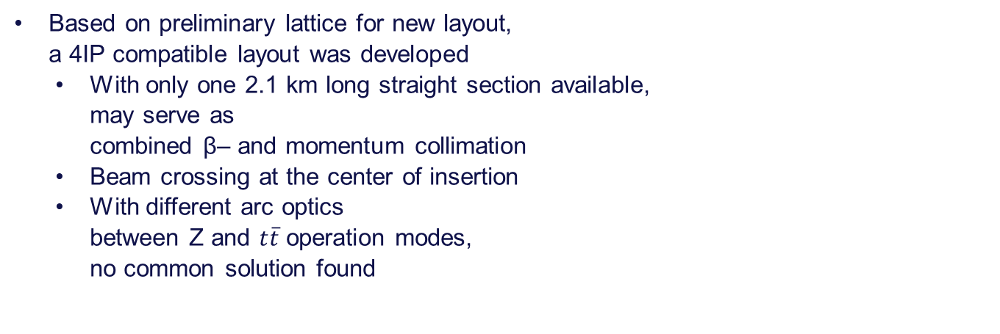 • Based on preliminary lattice for new layout,
a 4IP compatible layout was developed
• With only one 2.1 km long straight section available,
may serve as
combined β– and momentum collimation
• Beam crossing at the center of insertion
• With different arc optics
between Z and tt̄ operation modes,
no common solution found